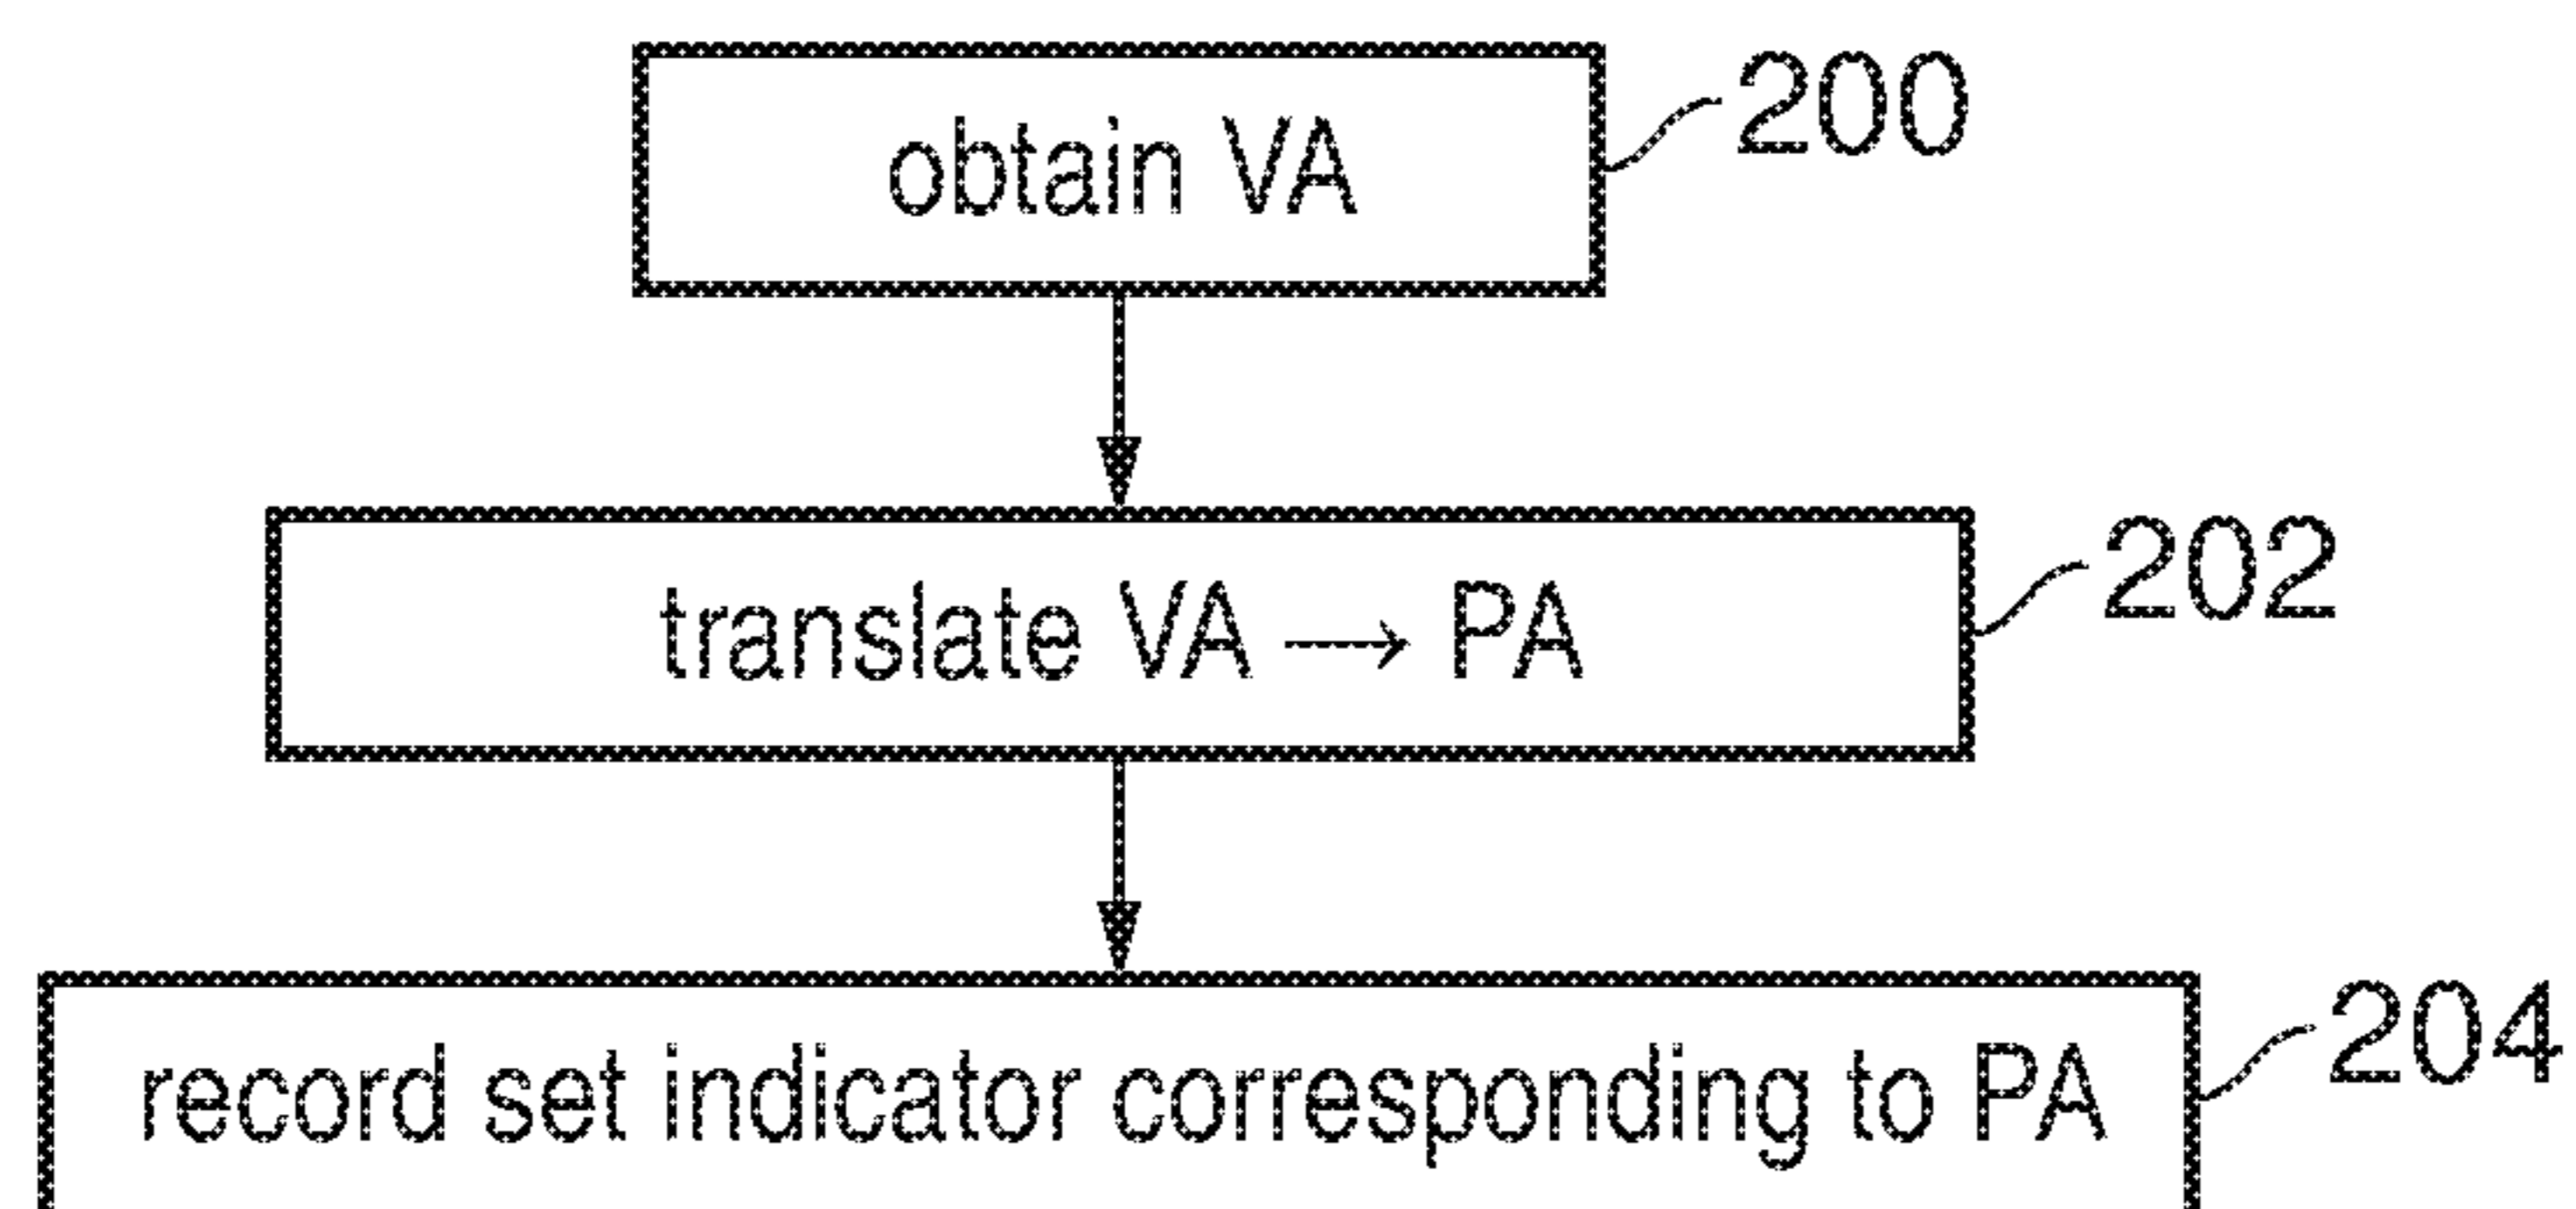 obtain VA
200
translate VA → PA
202
record set indicator corresponding to PA
204